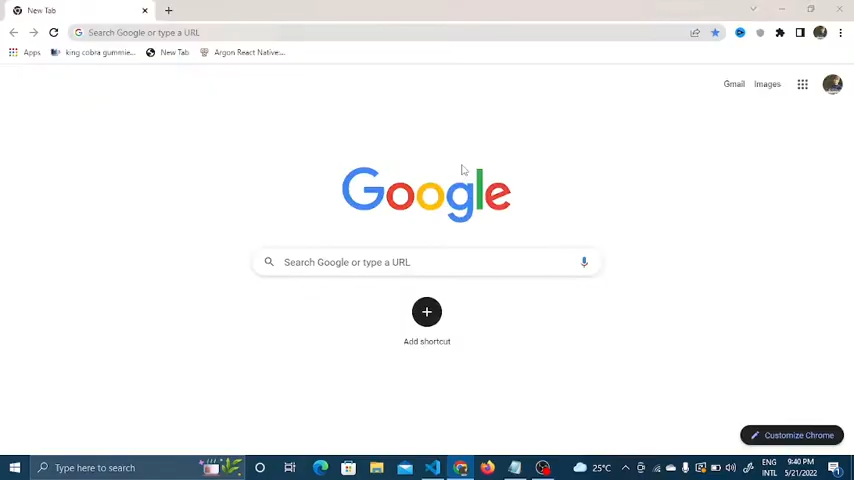 New Tab
Search Google or type a URL
Apps
king cobra gummie...
New Tab
Argon React Native:...
Gmail
Images
Google
Search Google or type a URL
Add shortcut
Customize Chrome
Type here to search
25°C
ENG
INTL
9:40 PM
5/21/2022
1